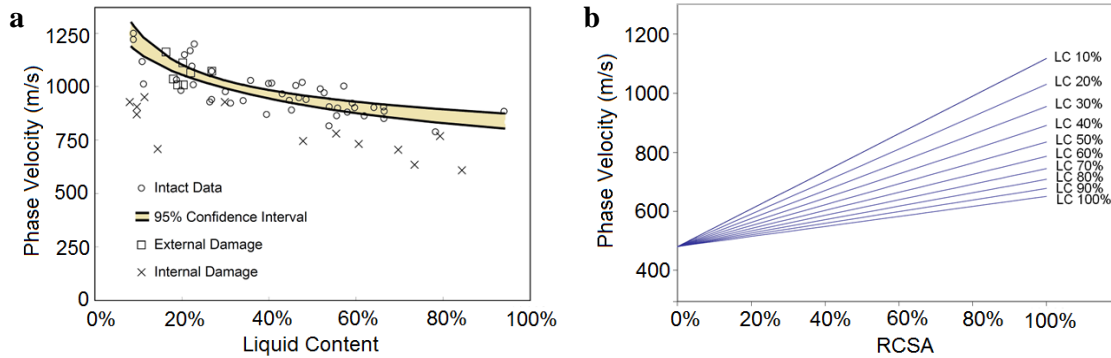 a
Phase Velocity (m/s)
1250
1000
750
500
250
0
Intact Data
95% Confidence Interval
External Damage
Internal Damage
0% 20% 40% 60% 80% 100%
Liquid Content
b
Phase Velocity (m/s)
1200
1000
800
600
400
LC 10%
LC 20%
LC 30%
LC 40%
LC 50%
LC 60%
LC 70%
LC 80%
LC 90%
LC 100%
0% 20% 40% 60% 80% 100%
RCSA